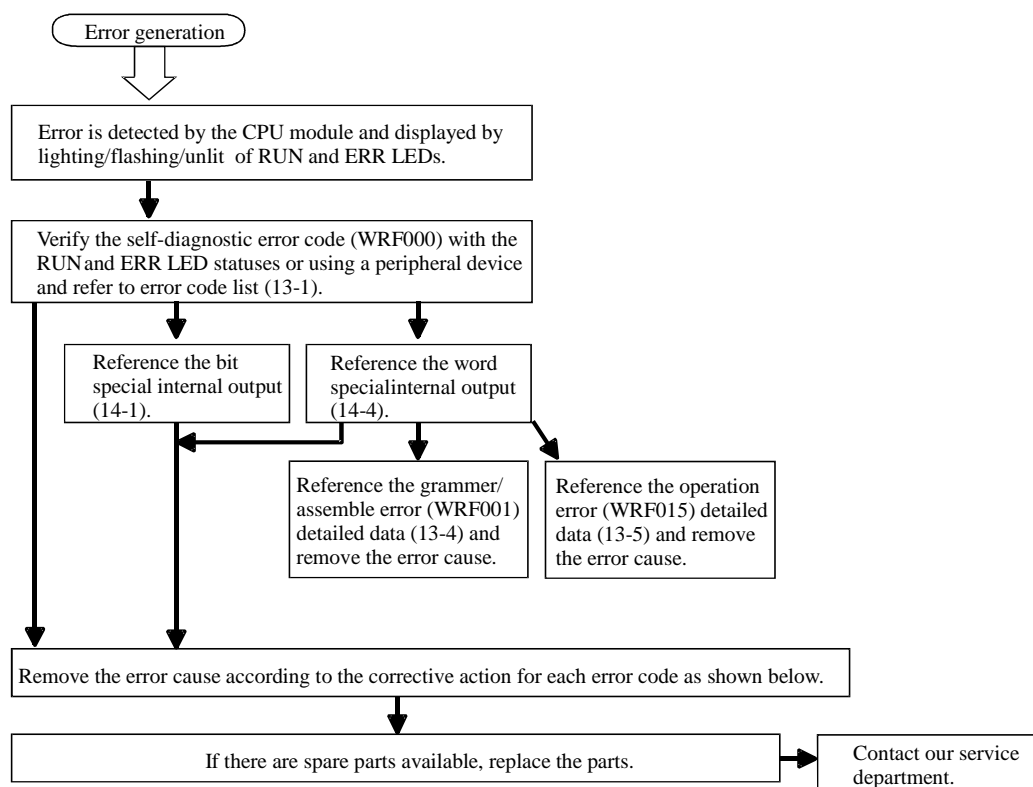 Error generation
Error is detected by the CPU module and displayed by
lighting/flashing/unlit of RUN and ERR LEDs.
Verify the self-diagnostic error code (WRF000) with the
RUN and ERR LED statuses or using a peripheral device
and refer to error code list (13-1).
Reference the bit
special internal output
(14-1).
Reference the word
specialinternal output
(14-4).
Reference the grammer/
assemble error (WRF001)
detailed data (13-4) and
remove the error cause.
Reference the operation
error (WRF015) detailed
data (13-5) and remove
the error cause.
Remove the error cause according to the corrective action for each error code as shown below.
If there are spare parts available, replace the parts.
Contact our service
department.